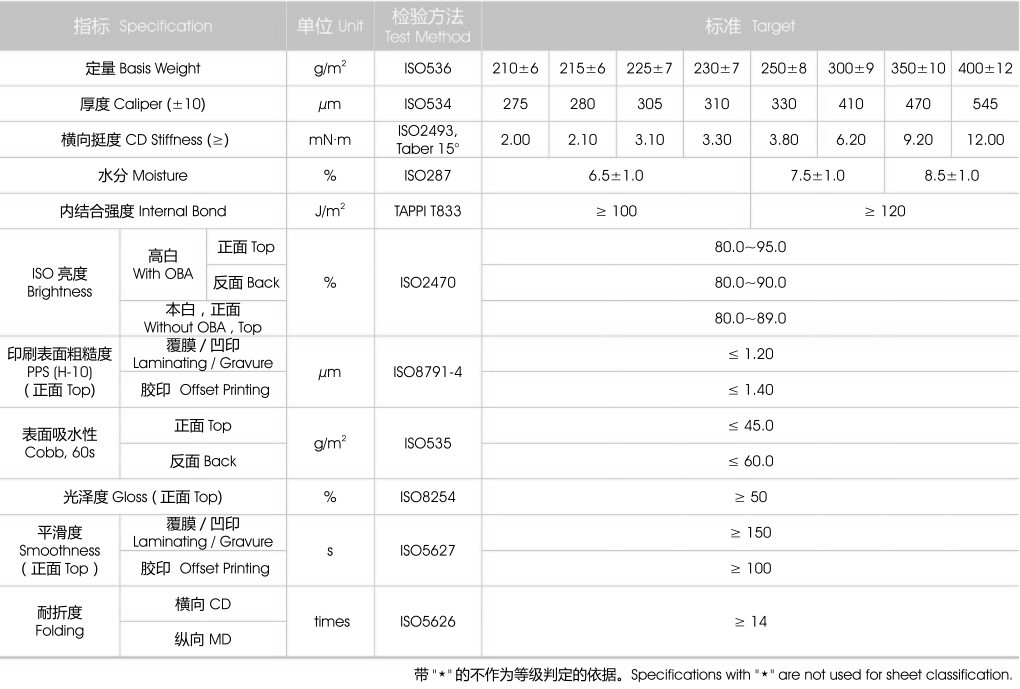 指标 Specification 单位 Unit 检验方法 Test Method 标准 Target
定量 Basis Weight g/m² ISO536 210±6 215±6 225±7 230±7 250±8 300±9 350±10 400±12
厚度 Caliper (±10) μm ISO534 275 280 305 310 330 410 470 545
横向挺度 CD Stiffness (≥) mN·m ISO2493, Taber 15° 2.00 2.10 3.10 3.30 3.80 6.20 9.20 12.00
水分 Moisture % ISO287 6.5±1.0 7.5±1.0 8.5±1.0
内结合强度 Internal Bond J/m² TAPPI T833 ≥ 100 ≥ 120
ISO 亮度 Brightness 高白 With OBA 正面 Top % ISO2470 80.0~95.0
反面 Back 80.0~90.0
本白 , 正面 Without OBA , Top 80.0~89.0
印刷表面粗糙度 PPS (H-10) ( 正面 Top) 覆膜 / 凹印 Laminating / Gravure μm ISO8791-4 ≤ 1.20
胶印 Offset Printing ≤ 1.40
表面吸水性 Cobb, 60s 正面 Top g/m² ISO535 ≤ 45.0
反面 Back ≤ 60.0
光泽度 Gloss ( 正面 Top) % ISO8254 ≥ 50
平滑度 Smoothness ( 正面 Top ) 覆膜 / 凹印 Laminating / Gravure s ISO5627 ≥ 150
胶印 Offset Printing ≥ 100
耐折度 Folding 横向 CD times ISO5626 ≥ 14
纵向 MD
带 "*" 的不作为等级判定的依据。Specifications with "*" are not used for sheet classification.